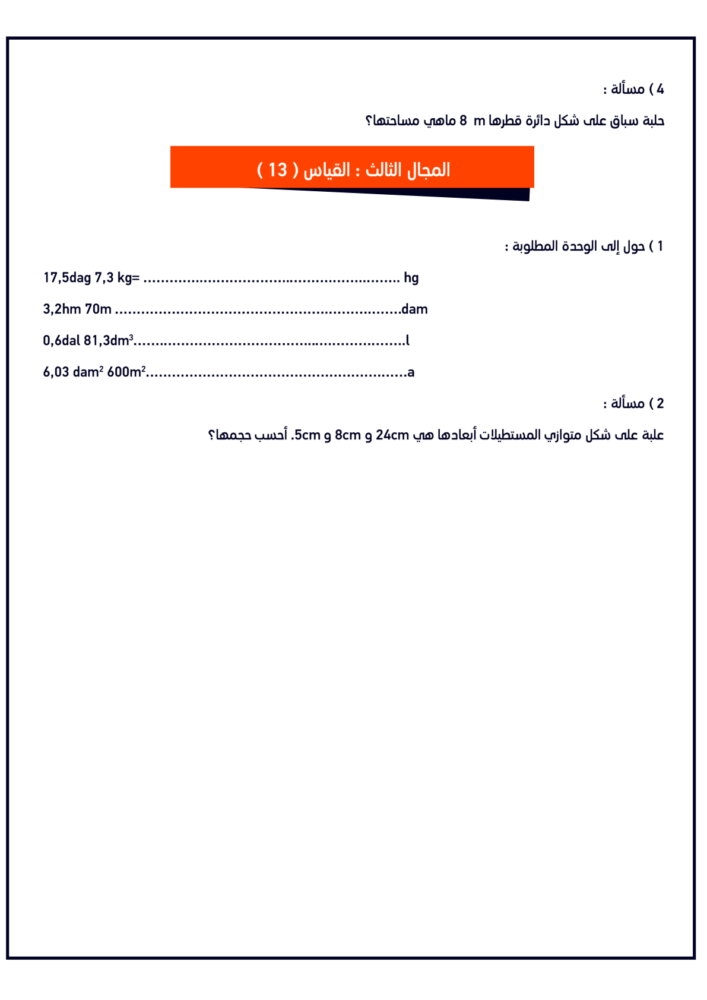 4 ) مسألة :
حلبة سباق على شكل دائرة قطرها 8 m ماهي مساحتها؟
المجال الثالث : القياس ( 13 )
1 ) حول إلى الوحدة المطلوبة :
17,5dag 7,3 kg= ………………………………………………… hg
3,2hm 70m …………………………………………………………dam
0,6dal 81,3dm³………………………………………………………l
6,03 dam² 600m²……………………………………………………a
2 ) مسألة :
علبة على شكل متوازي المستطيلات أبعادها هي 24cm و 8cm و 5cm. أحسب حجمها؟